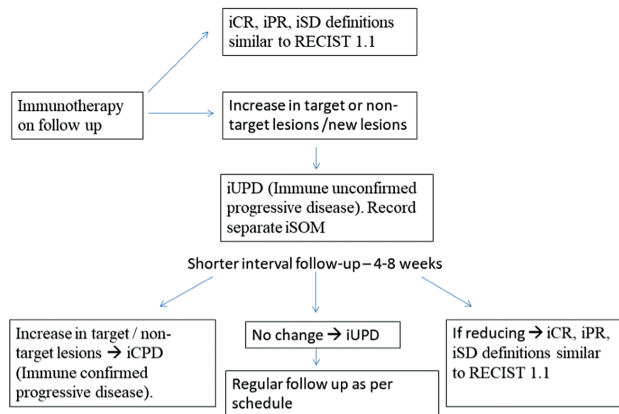 iCR, iPR, iSD definitions
similar to RECIST 1.1
Immunotherapy
on follow up
Increase in target or non-
target lesions /new lesions
iUPD (Immune unconfirmed
progressive disease). Record
separate iSOM
Shorter interval follow-up – 4-8 weeks
Increase in target / non-
target lesions → iCPD
(Immune confirmed
progressive disease).
No change → iUPD
Regular follow up as per
schedule
If reducing → iCR, iPR,
iSD definitions similar
to RECIST 1.1